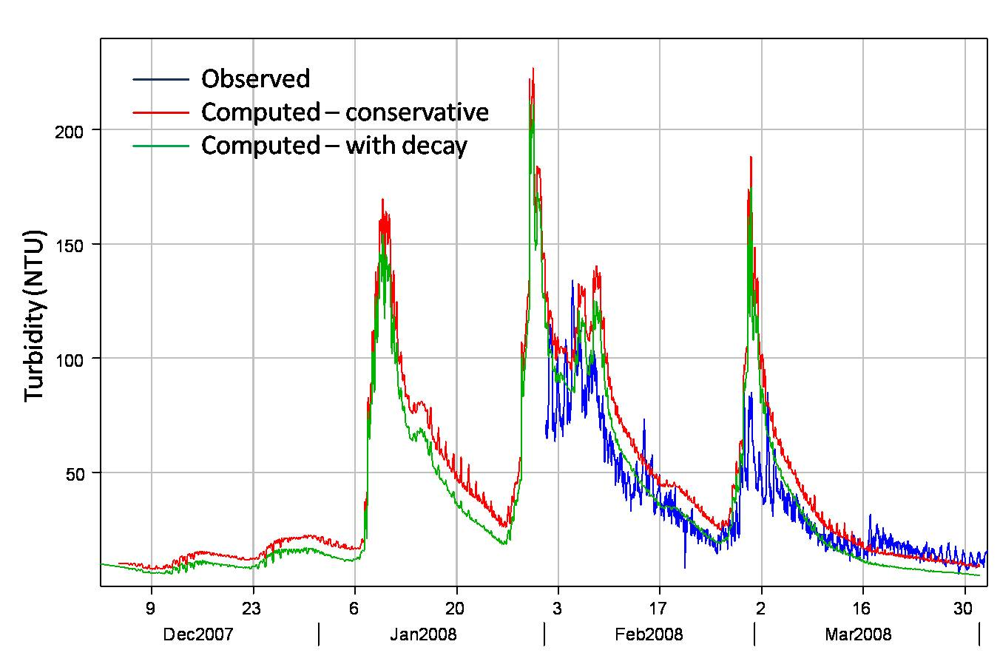 Observed
Computed – conservative
Computed – with decay
Turbidity (NTU)
200
150
100
50
9 23 6 20 3 17 2 16 30
Dec2007 Jan2008 Feb2008 Mar2008